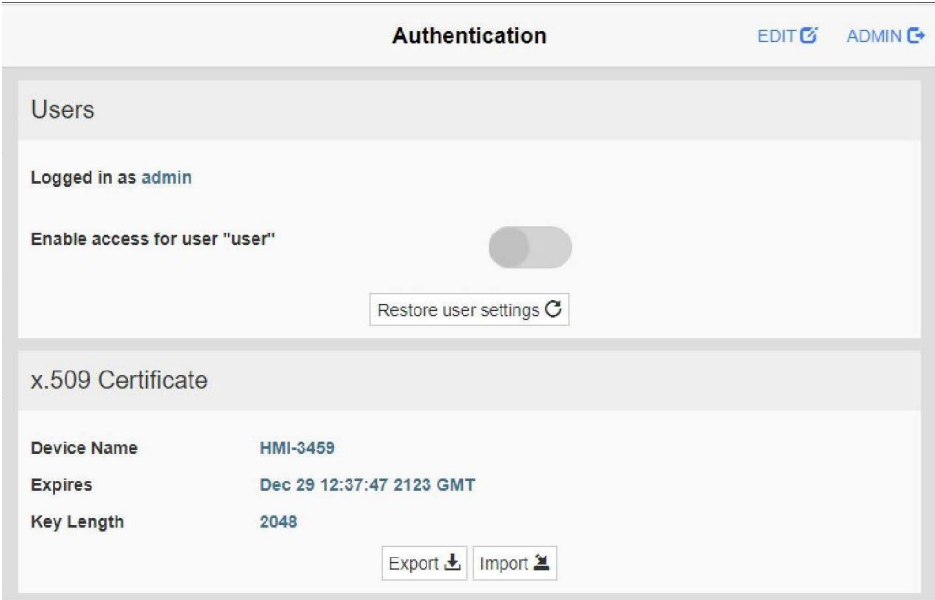 Authentication
EDIT
ADMIN
Users
Logged in as admin
Enable access for user "user"
Restore user settings
x.509 Certificate
Device Name HMI-3459
Expires Dec 29 12:37:47 2123 GMT
Key Length 2048
Export Import